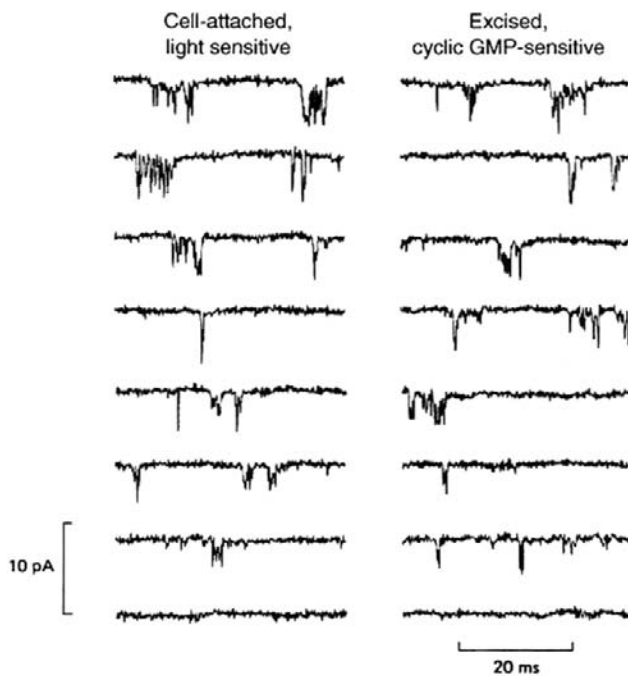 Cell-attached,
light sensitive
Excised,
cyclic GMP-sensitive
10 pA
20 ms